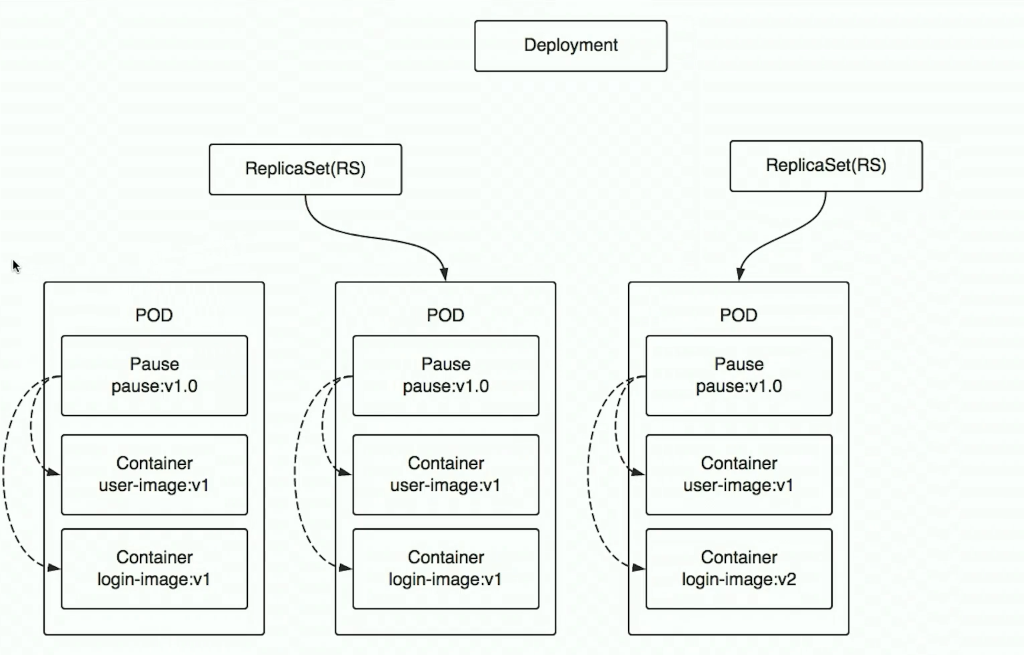 Deployment
ReplicaSet(RS)
ReplicaSet(RS)
POD
Pause
pause:v1.0
Container
user-image:v1
Container
login-image:v1
POD
Pause
pause:v1.0
Container
user-image:v1
Container
login-image:v1
POD
Pause
pause:v1.0
Container
user-image:v1
Container
login-image:v2